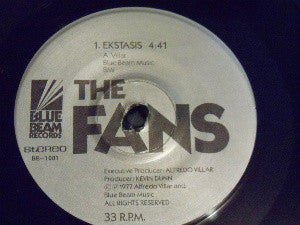 1. EKSTASIS 4:41
A. Villar
Blue Beam Music
BMI
BLUE
BEAM
RECORDS
STEREO
BB-1001
THE
FANS
Executive Producer: ALFREDO VILLAR
Producer: KEVIN DUNN
© ℗ 1977 Alfredo Villar and
Blue Beam Music
ALL RIGHTS RESERVED
33 R.P.M.